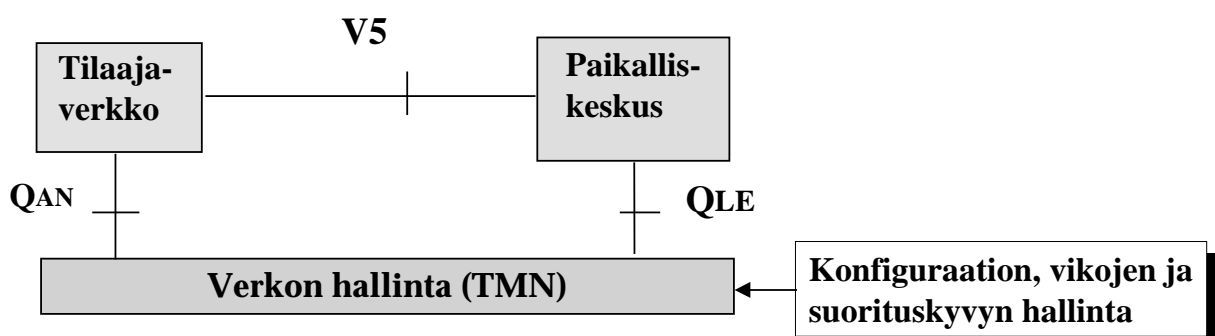 V5
Tilaaja-
verkko
Paikallis-
keskus
QAN
QLE
Verkon hallinta (TMN)
Konfiguraation, vikojen ja
suorituskyvyn hallinta